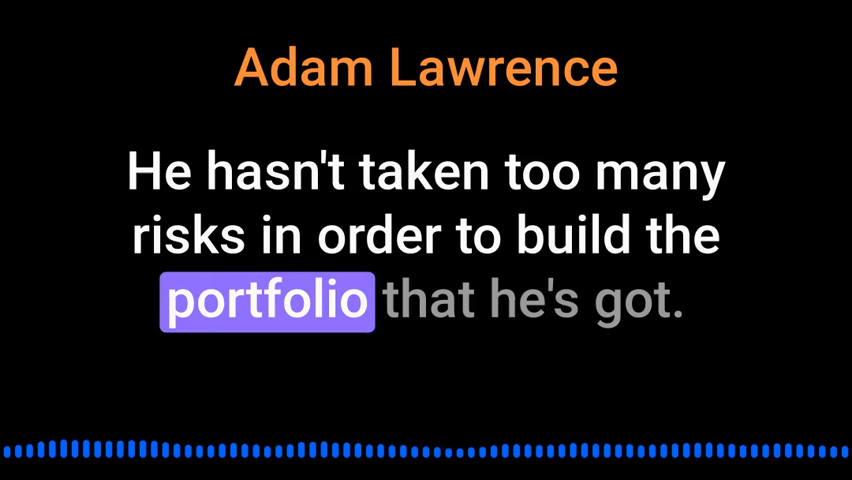 Adam Lawrence
He hasn't taken too many
risks in order to build the
portfolio that he's got.